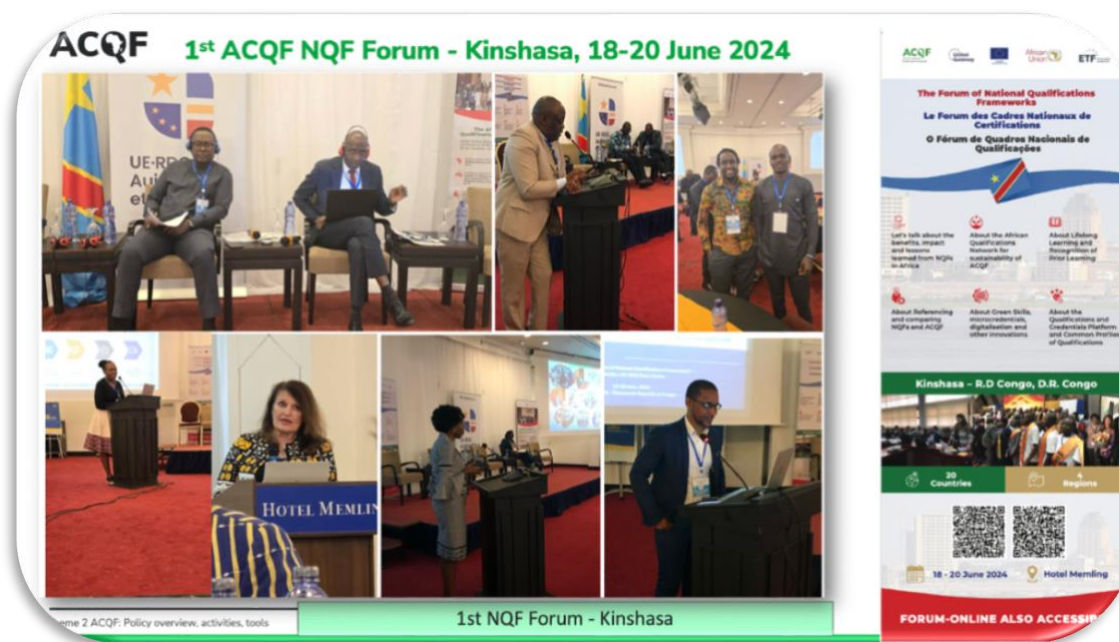 ACQF
1st ACQF NQF Forum - Kinshasa, 18-20 June 2024
UE-RD
Au
et
HOTEL MEMLIN
eme 2 ACQF: Policy overview, activities, tools
1st NQF Forum - Kinshasa
ACQF
African
Union
ETF
The Forum of National Qualifications
Frameworks
Le Forum des Cadres Nationaux de
Certifications
O Fórum de Quadros Nacionais de
Qualificações
Let's talk about the
benefits, impact
and lessons
learned from NQFs
in Africa
About the African
Qualifications
Network for
sustainability of
ACQF
About Lifelong
Learning and
Recognition of
Prior Learning
About Referencing
and comparing
NQFs and ACQF
About Green Skills,
microcredentials,
digitalisation and
other innovations
About the
Qualifications and
Credentials Platform
and Common Profiles
of Qualifications
Kinshasa – R.D Congo, D.R. Congo
20
Countries
4
Regions
18 - 20 June 2024
Hotel Memling
FORUM-ONLINE ALSO ACCESSIB